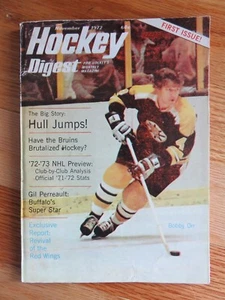 November 1972
FIRST ISSUE!
Hockey
Digest
The Big Story:
Hull Jumps!
Have the Bruins
Brutalized Hockey?
'72-'73 NHL Preview:
Club-by-Club Analysis
Official '71/'72 Stats
Gil Perreault:
Buffalo's
Super Star
Exclusive
Report:
Revival of
the Red Wings
Bobby Orr